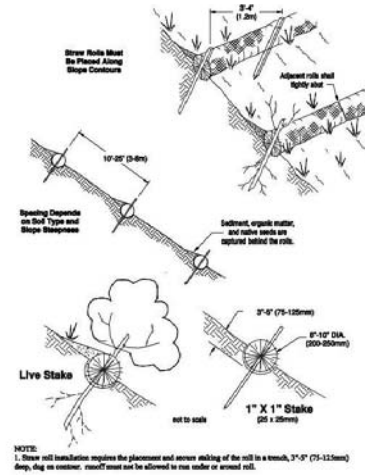 3'-4'
(1.2m)
Straw Rolls Must
Be Placed Along
Slope Contours
Adjacent rolls shall
tightly abut
10'-25' (3-8m)
Spacing Depends
on Soil Type and
Slope Steepness
Sediment, organic matter,
and native seeds are
captured behind the rolls.
3"-5" (75-125mm)
8"-10" DIA.
(200-250mm)
Live Stake
1" X 1" Stake
(25 x 25mm)
not to scale
NOTE:
1. Straw roll installation requires the placement and secure staking of the roll in a trench, 3"-5" (75-125mm)
deep, dug on contour. runoff must not be allowed to run under or around roll.